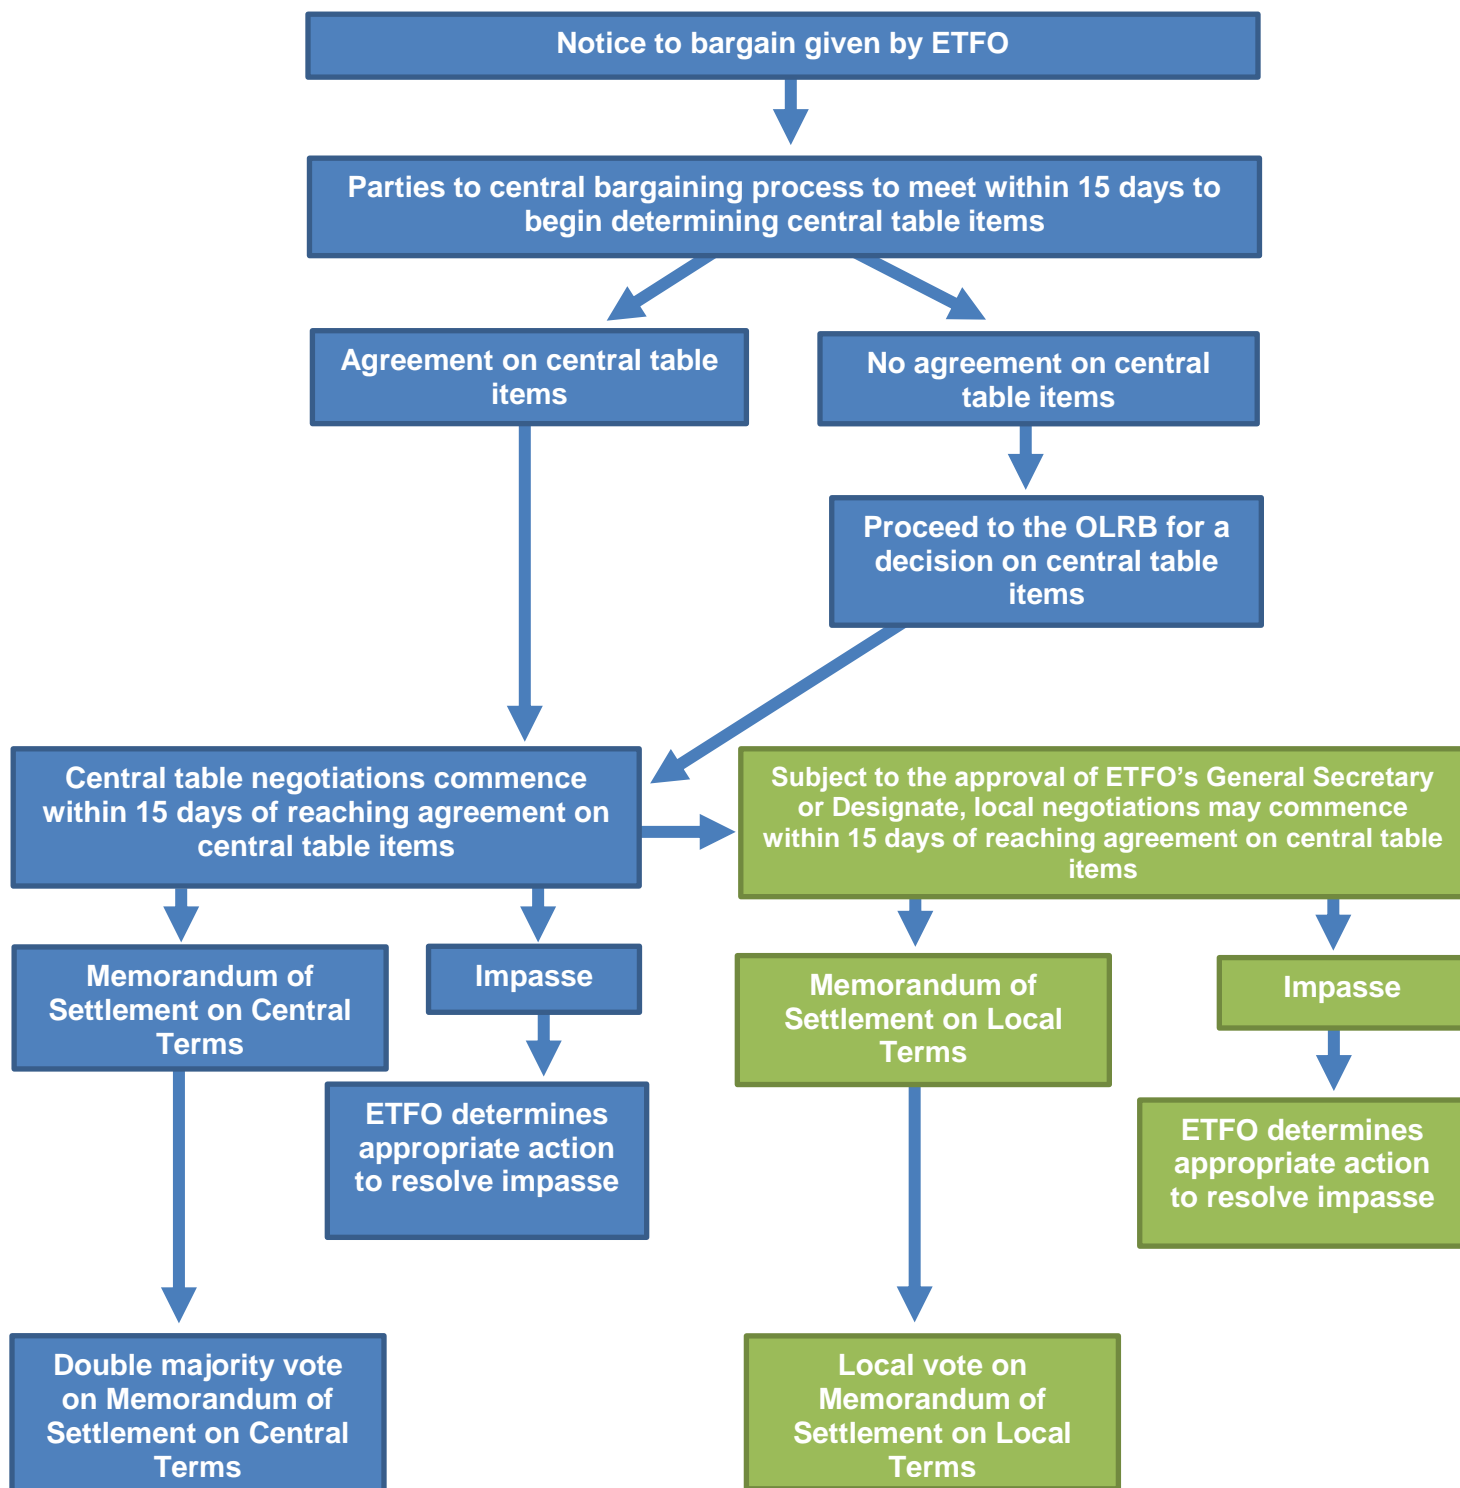 Notice to bargain given by ETFO
Parties to central bargaining process to meet within 15 days to
begin determining central table items
Agreement on central table
items
No agreement on central
table items
Proceed to the OLRB for a
decision on central table
items
Central table negotiations commence
within 15 days of reaching agreement on
central table items
Subject to the approval of ETFO’s General Secretary
or Designate, local negotiations may commence
within 15 days of reaching agreement on central table
items
Memorandum of
Settlement on Central
Terms
Impasse
ETFO determines
appropriate action
to resolve impasse
Memorandum of
Settlement on Local
Terms
Impasse
ETFO determines
appropriate action
to resolve impasse
Double majority vote
on Memorandum of
Settlement on Central
Terms
Local vote on
Memorandum of
Settlement on Local
Terms